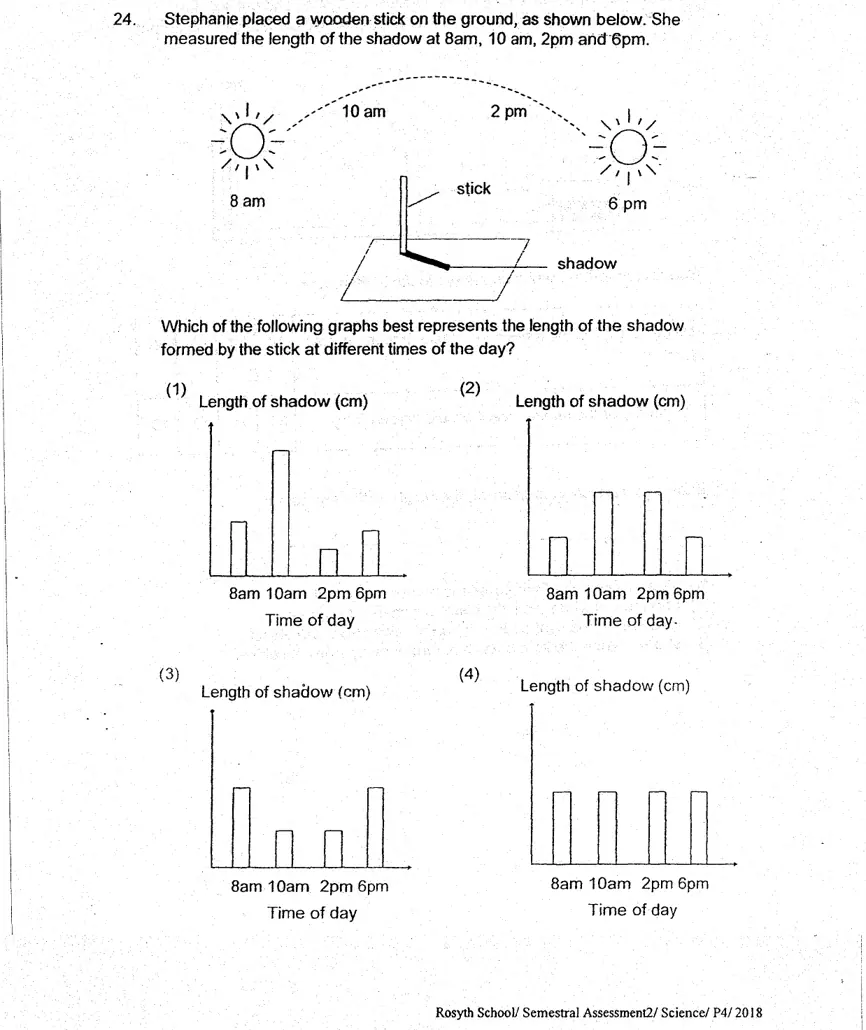 24. Stephanie placed a wooden stick on the ground, as shown below. She
measured the length of the shadow at 8am, 10 am, 2pm and 6pm.
10 am 2 pm
8 am stick 6 pm
shadow
Which of the following graphs best represents the length of the shadow
formed by the stick at different times of the day?
(1) Length of shadow (cm)
8am 10am 2pm 6pm
Time of day
(2) Length of shadow (cm)
8am 10am 2pm 6pm
Time of day
(3) Length of shadow (cm)
8am 10am 2pm 6pm
Time of day
(4) Length of shadow (cm)
8am 10am 2pm 6pm
Time of day
Rosyth School/ Semestral Assessment2/ Science/ P4/ 2018